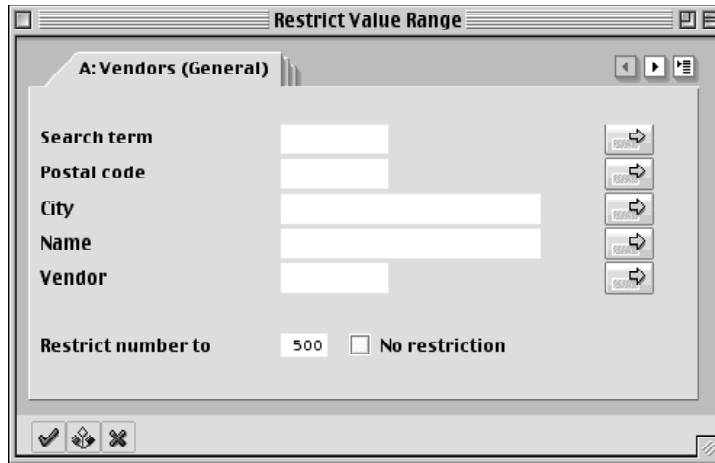 Restrict Value Range
A: Vendors (General)
Search term
Postal code
City
Name
Vendor
Restrict number to 500 No restriction